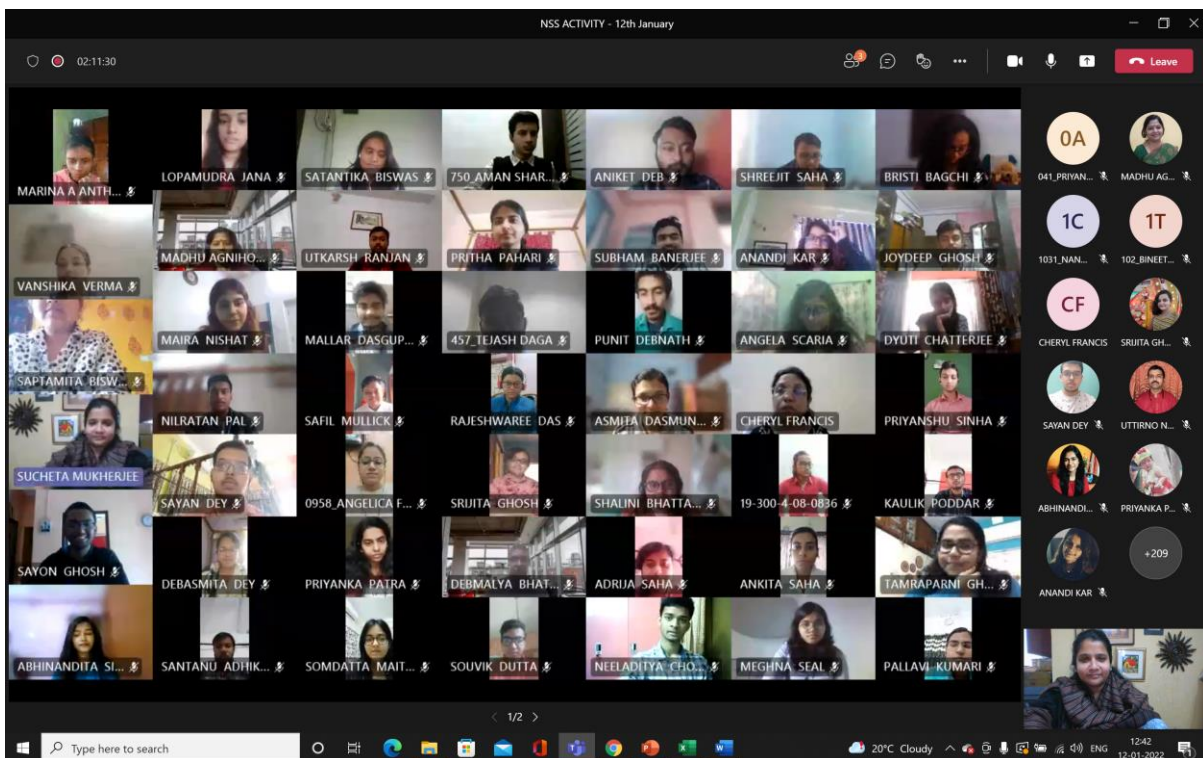 NSS ACTIVITY - 12th January
02:11:30
3
Leave
MARINA A ANTH...
LOPAMUDRA JANA
SATANTIKA BISWAS
750_AMAN SHAR...
ANIKET DEB
SHREEJIT SAHA
BRISTI BAGCHI
VANSHIKA VERMA
MADHU AGNIHO...
UTKARSH RANJAN
PRITHA PAHARI
SUBHAM BANERJEE
ANANDI KAR
JOYDEEP GHOSH
SAPTAMITA BISW...
MAIRA NISHAT
MALLAR DASGUP...
457_TEJASH DAGA
PUNIT DEBNATH
ANGELA SCARIA
DYUTI CHATTERJEE
SUCHETA MUKHERJEE
NILRATAN PAL
SAFIL MULLICK
RAJESHWAREE DAS
ASMITA DASMUN...
CHERYL FRANCIS
PRIYANSHU SINHA
SAYON GHOSH
SAYAN DEY
0958_ANGELICA F...
SRIJITA GHOSH
SHALINI BHATTA...
19-300-4-08-0836
KAULIK PODDAR
DEBASMITA DEY
PRIYANKA PATRA
DEBMALYA BHAT...
ADRIJA SAHA
ANKITA SAHA
TAMRAPARNI GH...
ABHINANDITA SI...
SANTANU ADHIK...
SOMDATTA MAIT...
SOUVIK DUTTA
NEELADITYA CHO...
MEGHNA SEAL
PALLAVI KUMARI
0A
041_PRIYAN...
MADHU AG...
1C
1T
1031_NAN...
102_BINEET...
CF
CHERYL FRANCIS
SRIJITA GH...
SAYAN DEY
UTTIRNO N...
ABHINANDI...
PRIYANKA P...
+209
ANANDI KAR
1/2
Type here to search
20°C Cloudy
ENG
12:42
12-01-2022